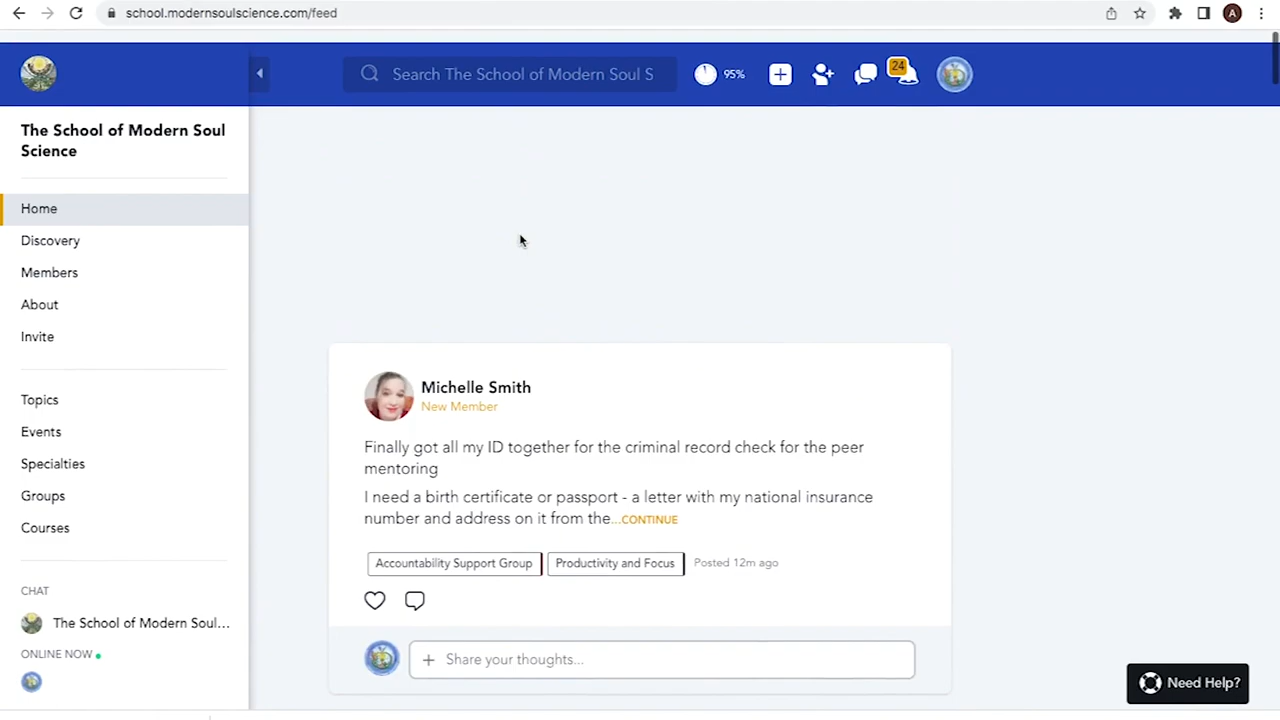 school.modernsoulscience.com/feed
A
Search The School of Modern Soul S
95%
24
The School of Modern Soul
Science
Home
Discovery
Members
About
Invite
Topics
Events
Specialties
Groups
Courses
CHAT
The School of Modern Soul...
ONLINE NOW
Michelle Smith
New Member
Finally got all my ID together for the criminal record check for the peer
mentoring
I need a birth certificate or passport - a letter with my national insurance
number and address on it from the...CONTINUE
Accountability Support Group
Productivity and Focus
Posted 12m ago
+ Share your thoughts...
Need Help?